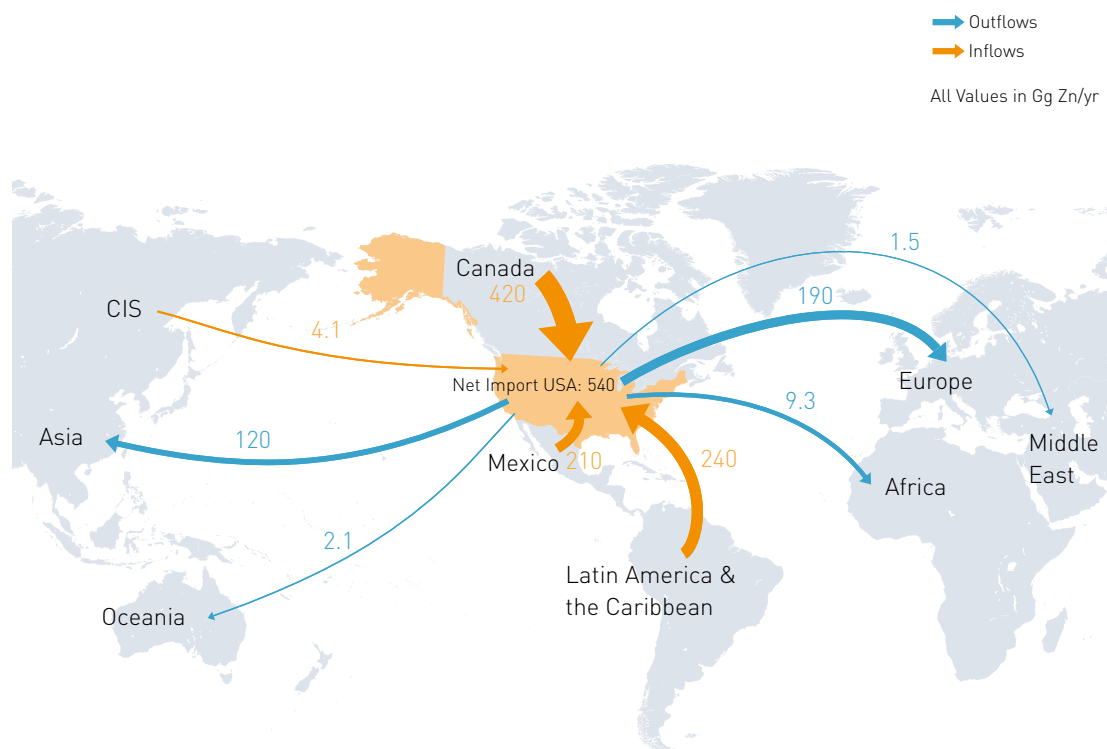 Outflows
Inflows
All Values in Gg Zn/yr
1.5
Canada
420
190
CIS
4.1
Net Import USA: 540
Europe
9.3
Asia
120
Mexico
210
240
Middle
East
Africa
2.1
Latin America &
the Caribbean
Oceania